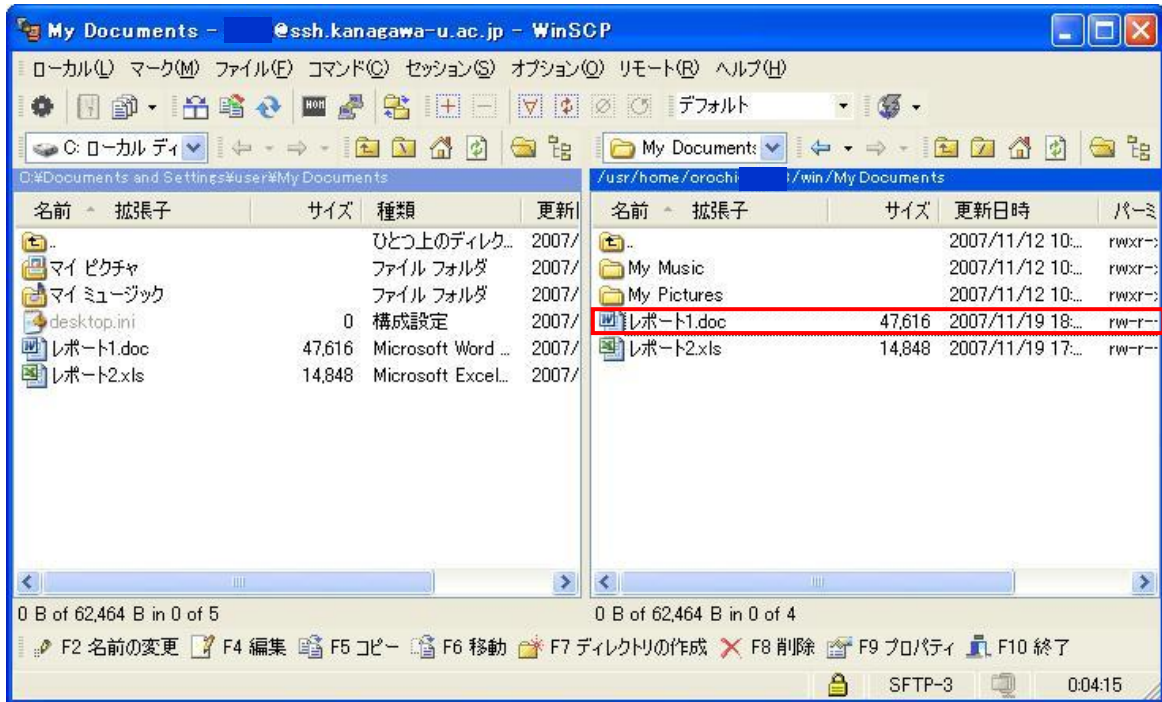 My Documents - @ssh.kanagawa-u.ac.jp - WinSCP
ローカル(L) マーク(M) ファイル(F) コマンド(C) セッション(S) オプション(O) リモート(R) ヘルプ(H)
デフォルト
C: ローカル ディ
My Documents
C:¥Documents and Settings¥user¥My Documents
名前 拡張子 サイズ 種類 更新
.. ひとつ上のディレク... 2007/
マイ ピクチャ ファイル フォルダ 2007/
マイ ミュージック ファイル フォルダ 2007/
desktop.ini 0 構成設定 2007/
レポート1.doc 47,616 Microsoft Word ... 2007/
レポート2.xls 14,848 Microsoft Excel... 2007/
0 B of 62,464 B in 0 of 5
/usr/home/orochi /win/My Documents
名前 拡張子 サイズ 更新日時 パーミ
.. 2007/11/12 10:... rwxr-
My Music 2007/11/12 10:... rwxr-
My Pictures 2007/11/12 10:... rwxr-
レポート1.doc 47,616 2007/11/19 18:... rw-r--
レポート2.xls 14,848 2007/11/19 17:... rw-r--
0 B of 62,464 B in 0 of 4
F2 名前の変更 F4 編集 F5 コピー F6 移動 F7 ディレクトリの作成 F8 削除 F9 プロパティ F10 終了
SFTP-3 0:04:15